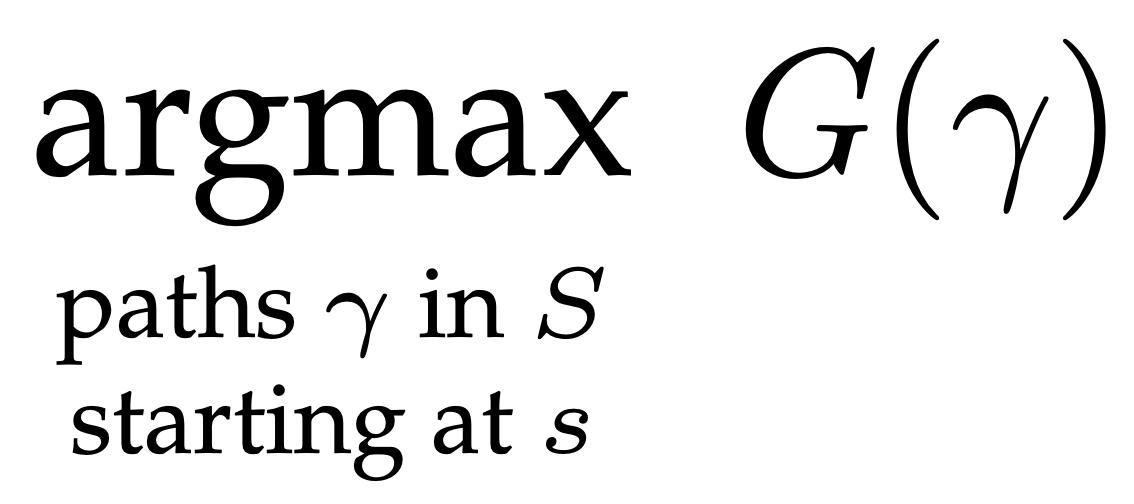 argmax G(γ)
paths γ in S
starting at s